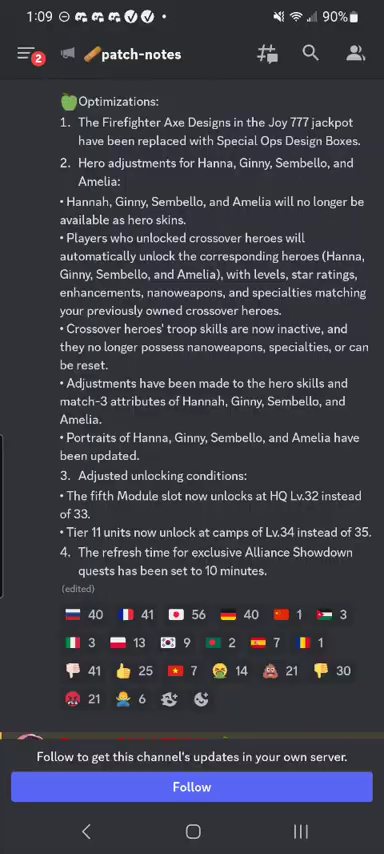 1:09
90%
2
patch-notes
Optimizations:
1. The Firefighter Axe Designs in the Joy 777 jackpot
have been replaced with Special Ops Design Boxes.
2. Hero adjustments for Hanna, Ginny, Sembello, and
Amelia:
• Hannah, Ginny, Sembello, and Amelia will no longer be
available as hero skins.
• Players who unlocked crossover heroes will
automatically unlock the corresponding heroes (Hanna,
Ginny, Sembello, and Amelia), with levels, star ratings,
enhancements, nanoweapons, and specialties matching
your previously owned crossover heroes.
• Crossover heroes' troop skills are now inactive, and
they no longer possess nanoweapons, specialties, or can
be reset.
• Adjustments have been made to the hero skills and
match-3 attributes of Hannah, Ginny, Sembello, and
Amelia.
• Portraits of Hanna, Ginny, Sembello, and Amelia have
been updated.
3. Adjusted unlocking conditions:
• The fifth Module slot now unlocks at HQ Lv.32 instead
of 33.
• Tier 11 units now unlock at camps of Lv.34 instead of 35.
4. The refresh time for exclusive Alliance Showdown
quests has been set to 10 minutes.
(edited)
40 41 56 40 1 3
3 13 9 2 7 1
41 25 7 14 21 30
21 6
Follow to get this channel's updates in your own server.
Follow